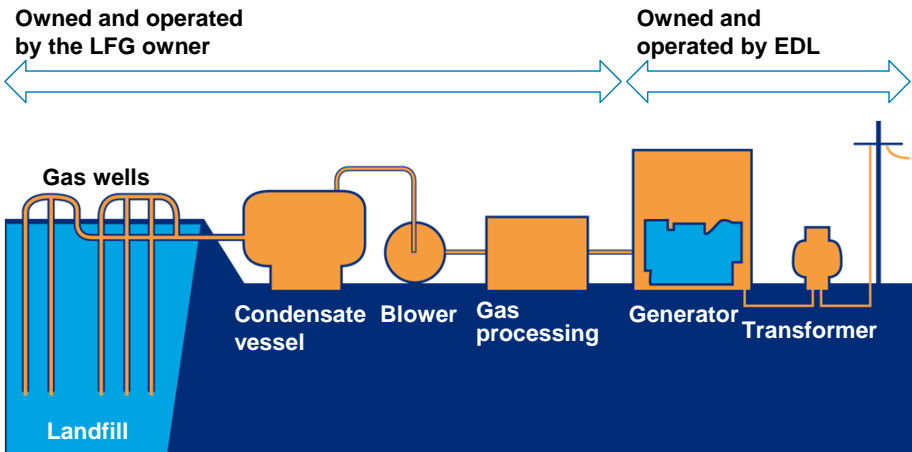 Owned and operated
by the LFG owner
Owned and
operated by EDL
Gas wells
Condensate
vessel
Blower
Gas
processing
Generator
Transformer
Landfill